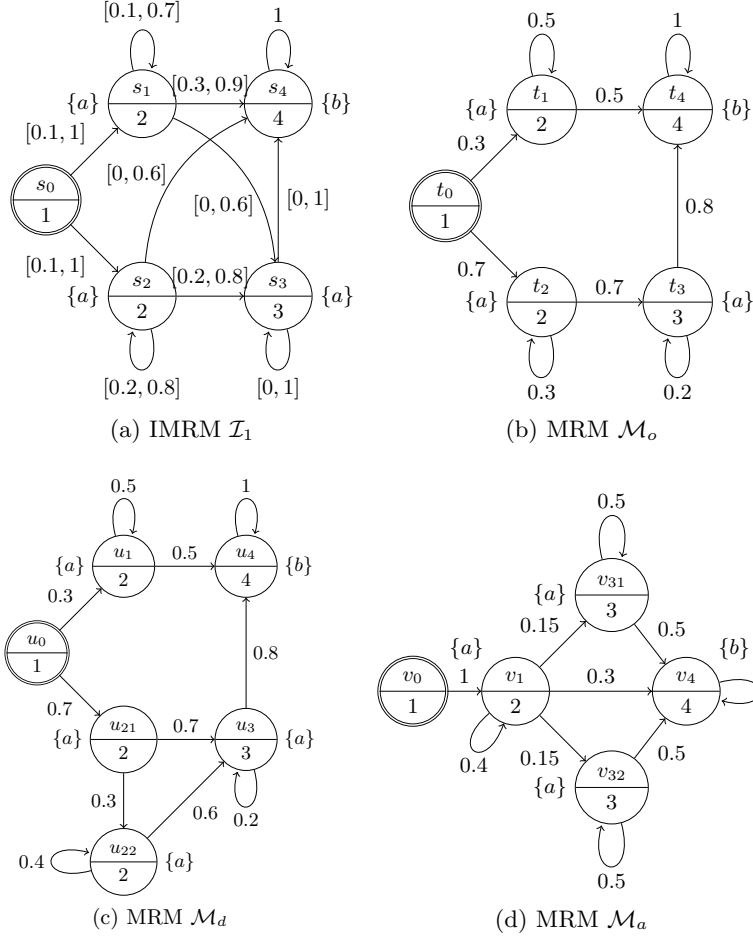 [0.1, 0.7] 1
s1 [0.3, 0.9] s4
{a} 2 4 {b}
[0.1, 1]
s0 [0, 0.6]
1 [0, 0.6] [0, 1]
[0.1, 1]
s2 [0.2, 0.8] s3
{a} 2 3 {a}
[0.2, 0.8] [0, 1]
(a) IMRM I1
0.5 1
t1 0.5 t4
{a} 2 4 {b}
0.3
t0 0.8
1
0.7
t2 0.7 t3
{a} 2 3 {a}
0.3 0.2
(b) MRM Mo
0.5 1
u1 0.5 u4
{a} 2 4 {b}
0.3
u0 0.8
1
0.7
u21 0.7 u3
{a} 2 3 {a}
0.3 0.6 0.2
0.4 u22 {a}
2
(c) MRM Md
0.5
{a} v31
3
{a} 0.15 0.5 {b}
v0 1 v1 0.3 v4 1
1 2 4
0.4 0.15 0.5
{a} v32
3
0.5
(d) MRM Ma